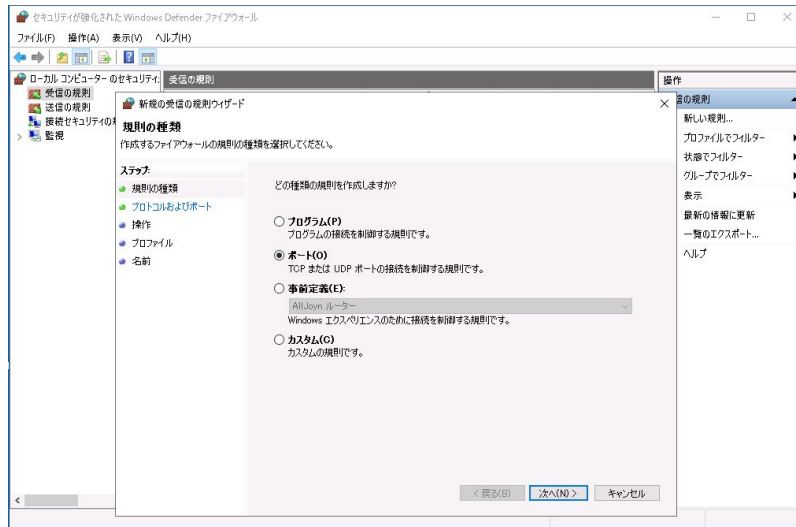 セキュリティが強化された Windows Defender ファイアウォール
ファイル(F) 操作(A) 表示(V) ヘルプ(H)
ローカル コンピューター のセキュリティ
受信の規則
送信の規則
接続セキュリティの規
監視
受信の規則
新規の受信の規則ウィザード
規則の種類
作成するファイアウォールの規則の種類を選択してください。
ステップ:
規則の種類
プロトコルおよびポート
操作
プロファイル
名前
どの種類の規則を作成しますか?
プログラム(P)
プログラムの接続を制御する規則です。
ポート(O)
TCP または UDP ポートの接続を制御する規則です。
事前定義(E):
AllJoyn ルーター
Windows エクスペリエンスのために接続を制御する規則です。
カスタム(C)
カスタムの規則です。
< 戻る(B) 次へ(N) > キャンセル
操作
信の規則
新しい規則...
プロファイルでフィルター
状態でフィルター
グループでフィルター
表示
最新の情報に更新
一覧のエクスポート...
ヘルプ